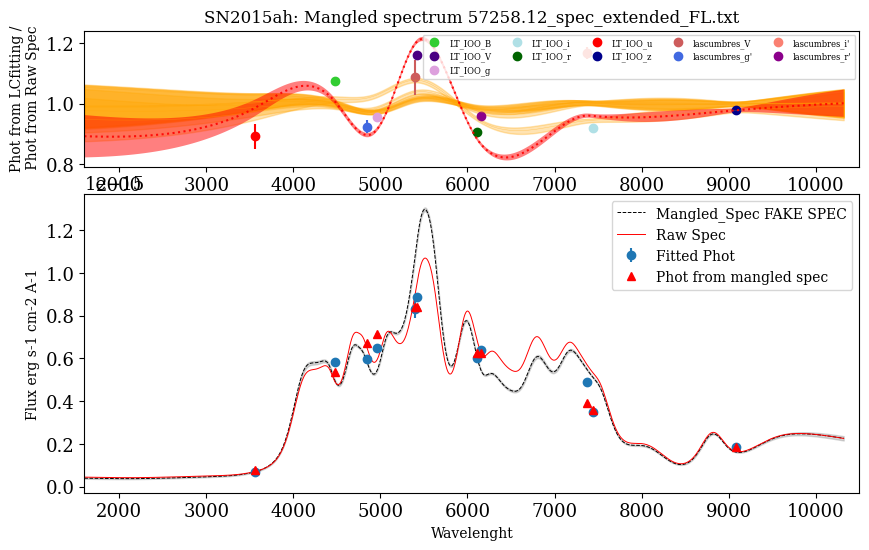 SN2015ah: Mangled spectrum 57258.12_spec_extended_FL.txt
Phot from LCfitting /
Phot from Raw Spec
1.2
1.0
0.8
LT_IOO_B LT_IOO_i LT_IOO_u lascumbres_V lascumbres_i'
LT_IOO_V LT_IOO_r LT_IOO_z lascumbres_g' lascumbres_r'
LT_IOO_g
2000 3000 4000 5000 6000 7000 8000 9000 10000
1e−15
Flux erg s-1 cm-2 A-1
1.2
1.0
0.8
0.6
0.4
0.2
0.0
Mangled_Spec FAKE SPEC
Raw Spec
Fitted Phot
Phot from mangled spec
2000 3000 4000 5000 6000 7000 8000 9000 10000
Wavelenght